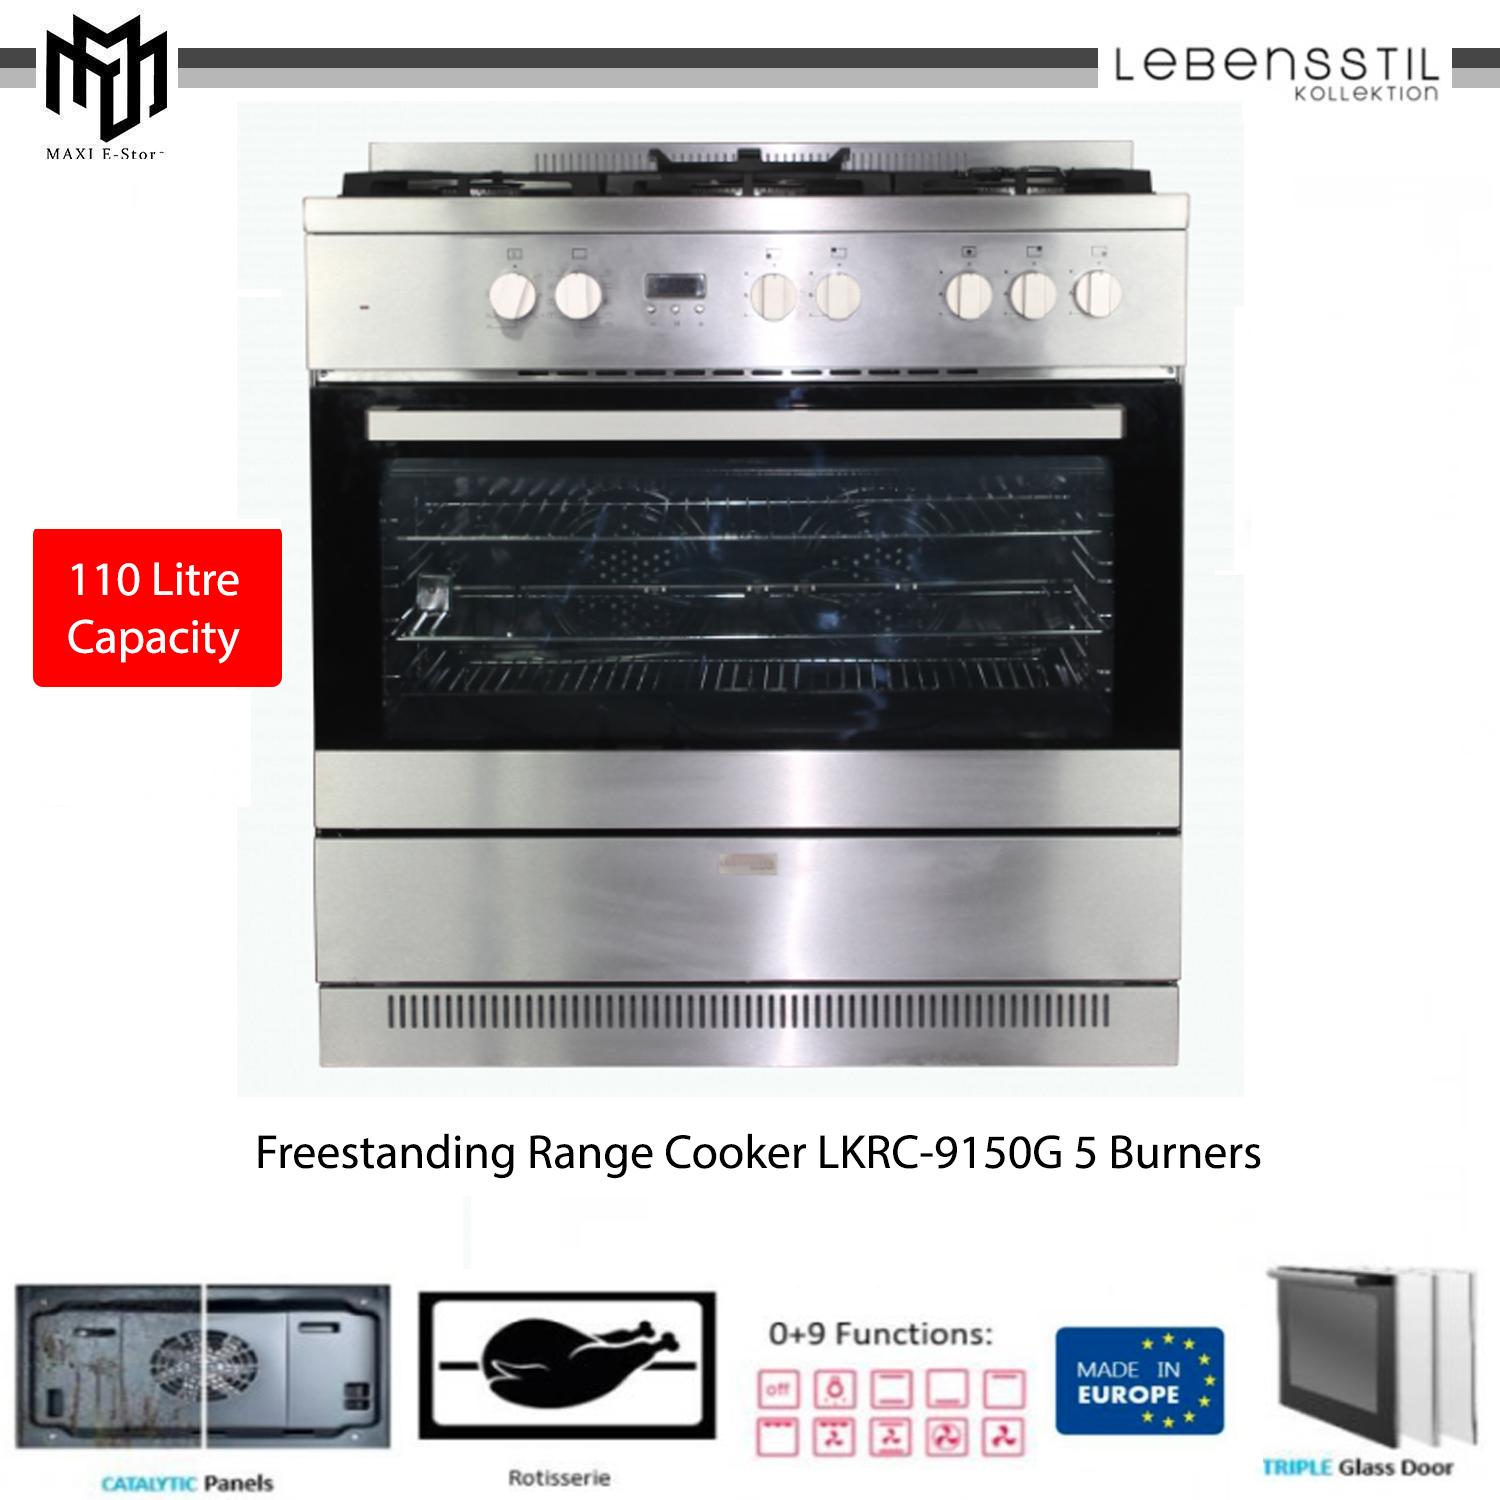 MAXI E-Stor
LEBENSSTIL
KOLLEKTION
110 Litre
Capacity
Freestanding Range Cooker LKRC-9150G 5 Burners
0+9 Functions:
off
MADE IN
EUROPE
CATALYTIC Panels
Rotisserie
TRIPLE Glass Door